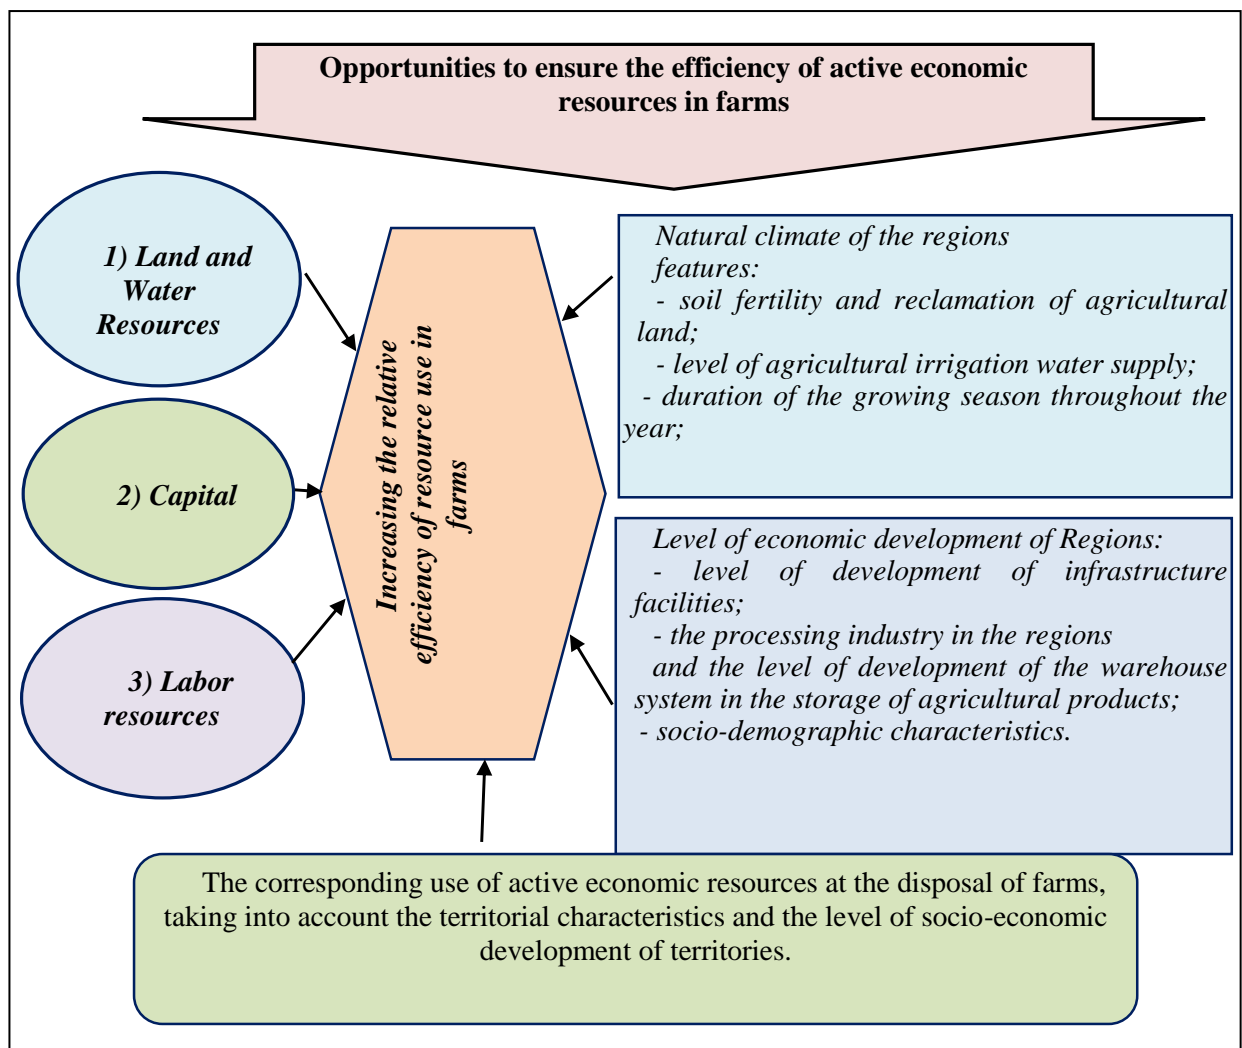 Opportunities to ensure the efficiency of active economic
resources in farms
1) Land and
Water
Resources
2) Capital
3) Labor
resources
Increasing the relative
efficiency of resource use in
farms
Natural climate of the regions
features:
- soil fertility and reclamation of agricultural
land;
- level of agricultural irrigation water supply;
- duration of the growing season throughout the
year;
Level of economic development of Regions:
- level of development of infrastructure
facilities;
- the processing industry in the regions
and the level of development of the warehouse
system in the storage of agricultural products;
- socio-demographic characteristics.
The corresponding use of active economic resources at the disposal of farms,
taking into account the territorial characteristics and the level of socio-economic
development of territories.